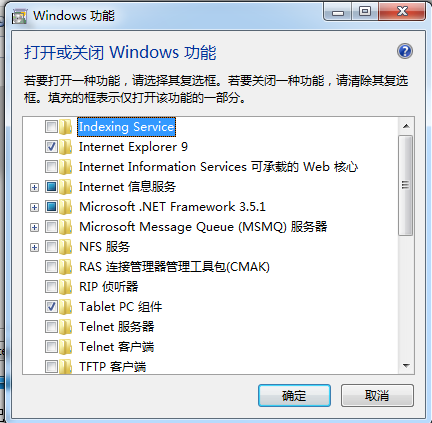 Windows 功能
打开或关闭 Windows 功能
若要打开一种功能，请选择其复选框。若要关闭一种功能，请清除其复选
框。填充的框表示仅打开该功能的一部分。
Indexing Service
Internet Explorer 9
Internet Information Services 可承载的 Web 核心
Internet 信息服务
Microsoft .NET Framework 3.5.1
Microsoft Message Queue (MSMQ) 服务器
NFS 服务
RAS 连接管理器管理工具包(CMAK)
RIP 侦听器
Tablet PC 组件
Telnet 服务器
Telnet 客户端
TFTP 客户端
确定
取消